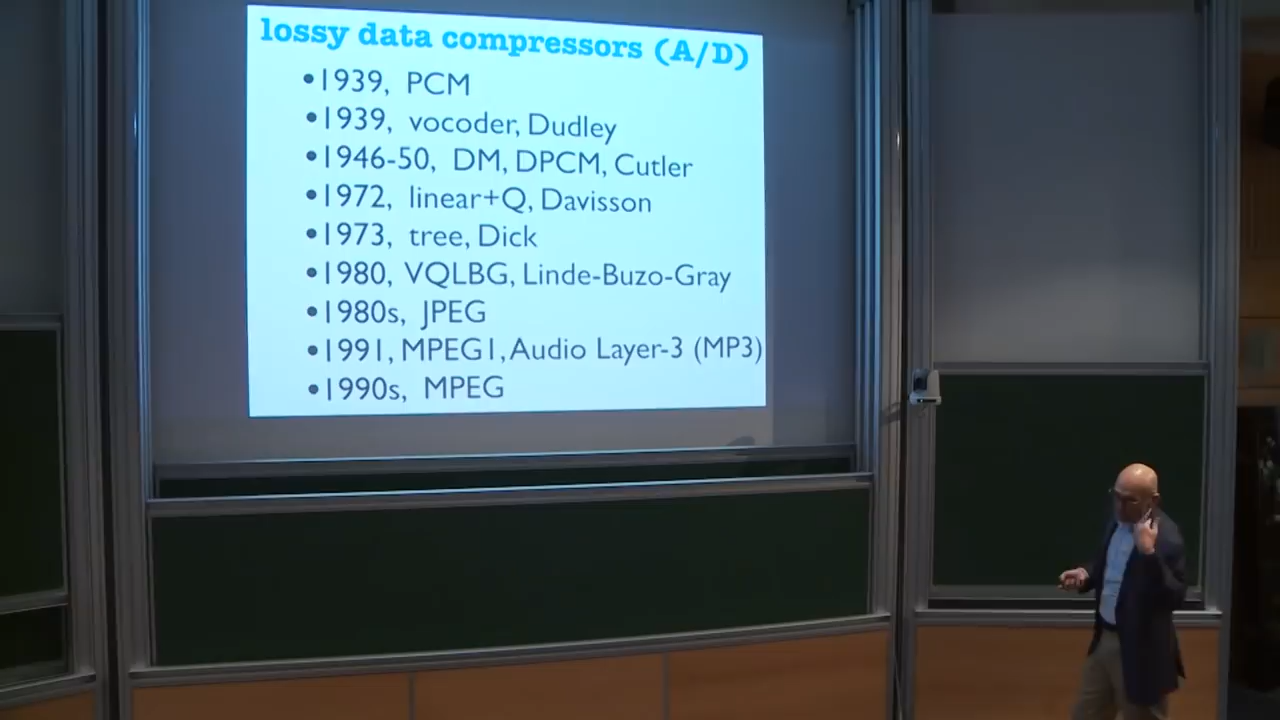 lossy data compressors (A/D)
•1939, PCM
•1939, vocoder, Dudley
•1946-50, DM, DPCM, Cutler
•1972, linear+Q, Davisson
•1973, tree, Dick
•1980, VQLBG, Linde-Buzo-Gray
•1980s, JPEG
•1991, MPEG1, Audio Layer-3 (MP3)
•1990s, MPEG